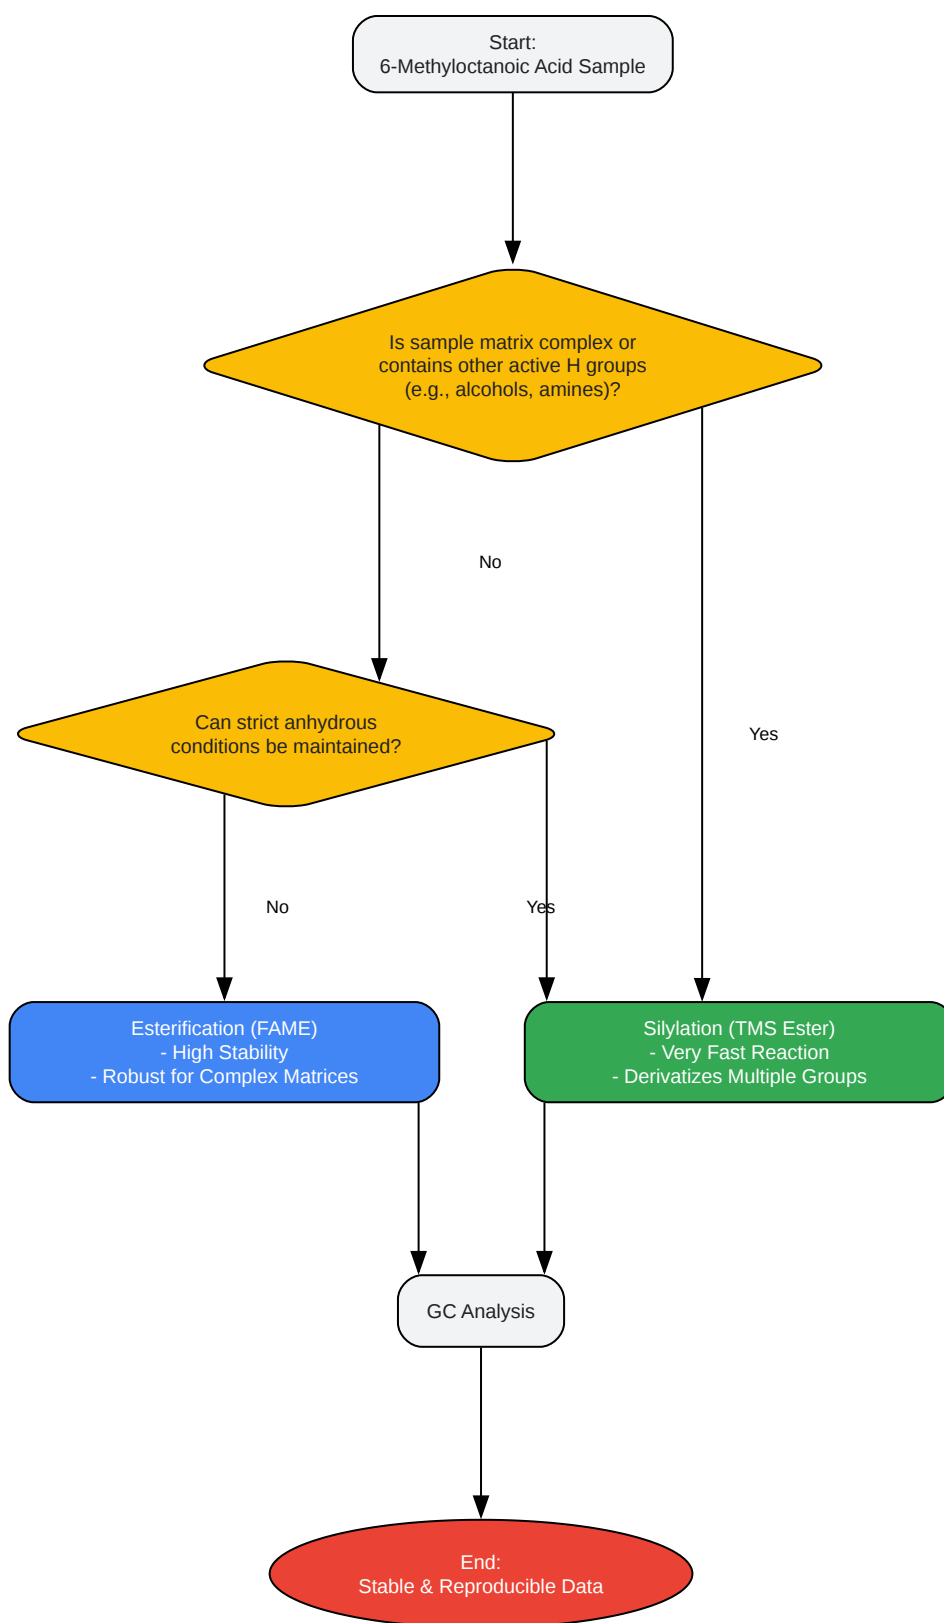 Start:
6-Methyloctanoic Acid Sample
Is sample matrix complex or
contains other active H groups
(e.g., alcohols, amines)?
No
Yes
Can strict anhydrous
conditions be maintained?
No
Yes
Esterification (FAME)
- High Stability
- Robust for Complex Matrices
Silylation (TMS Ester)
- Very Fast Reaction
- Derivatizes Multiple Groups
GC Analysis
End:
Stable & Reproducible Data